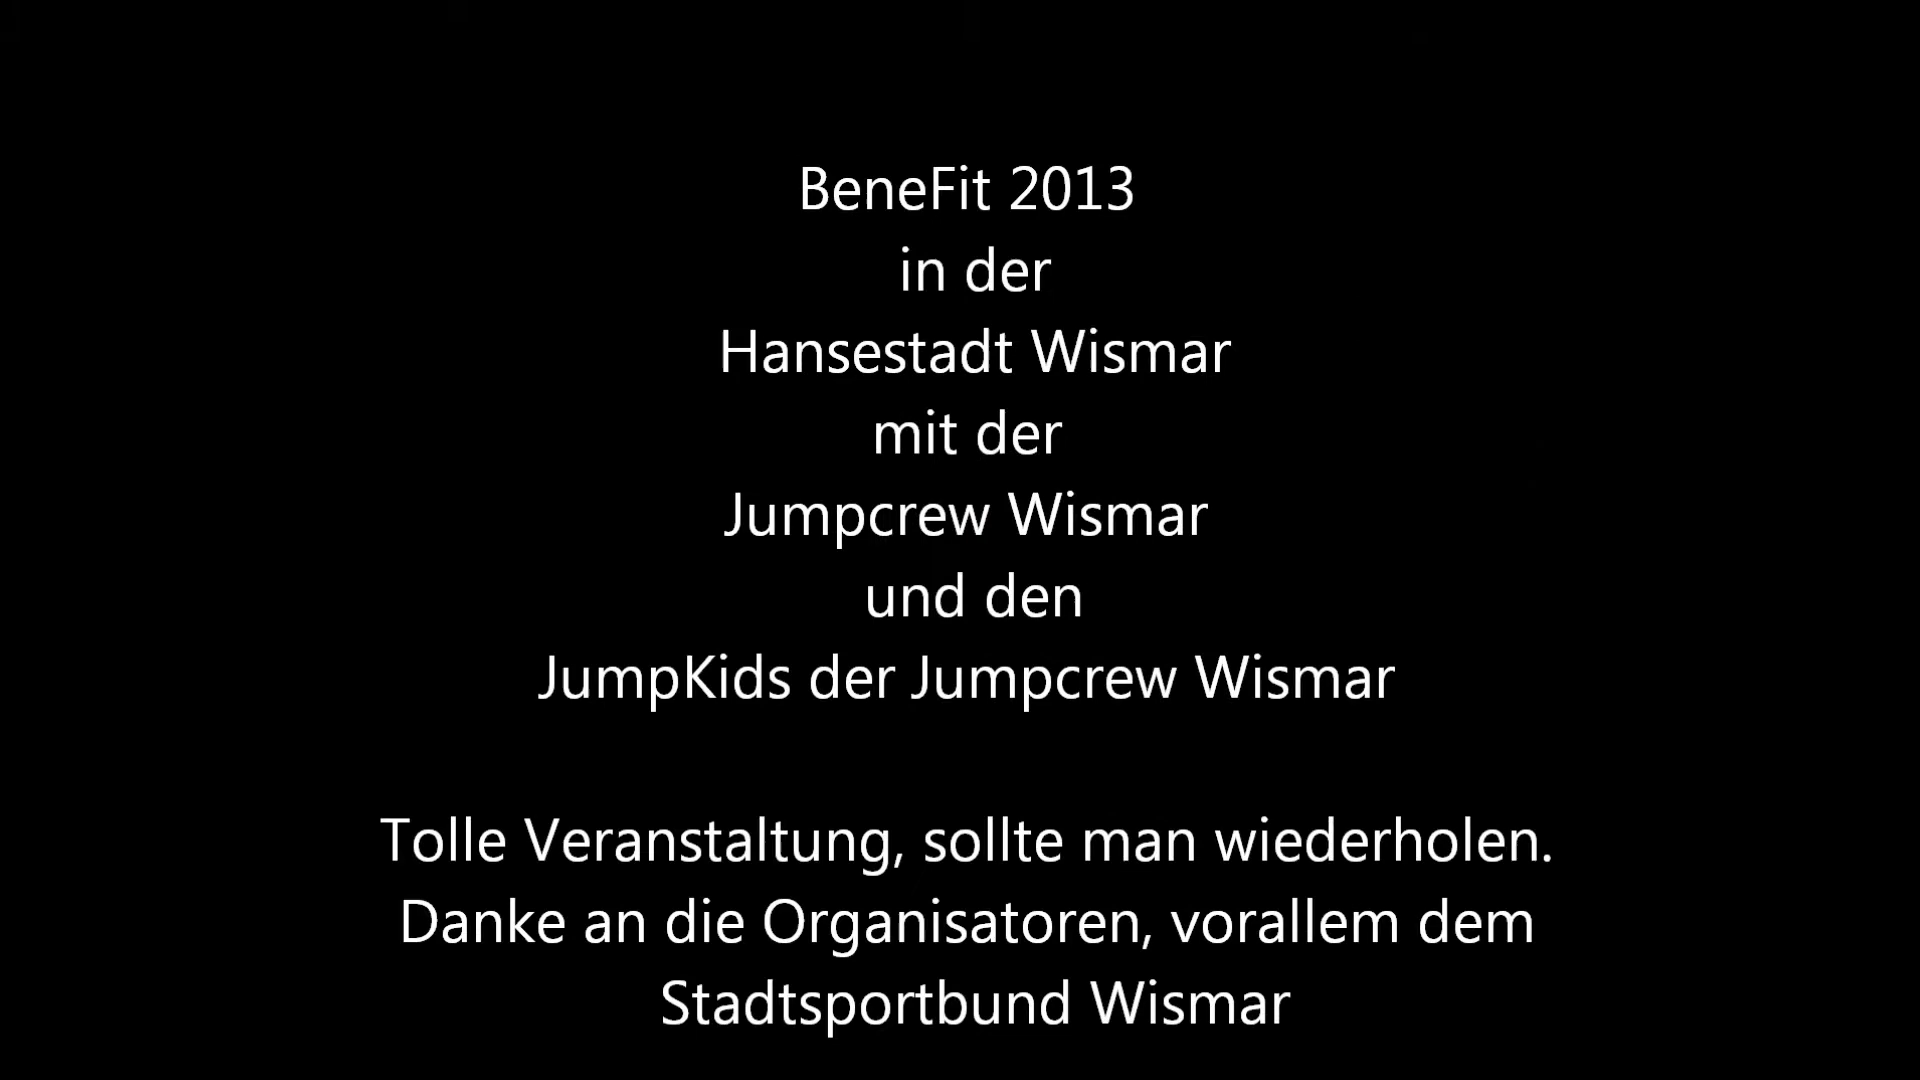 BeneFit 2013
in der
Hansestadt Wismar
mit der
Jumpcrew Wismar
und den
JumpKids der Jumpcrew Wismar
Tolle Veranstaltung, sollte man wiederholen.
Danke an die Organisatoren, vorallem dem
Stadtsportbund Wismar